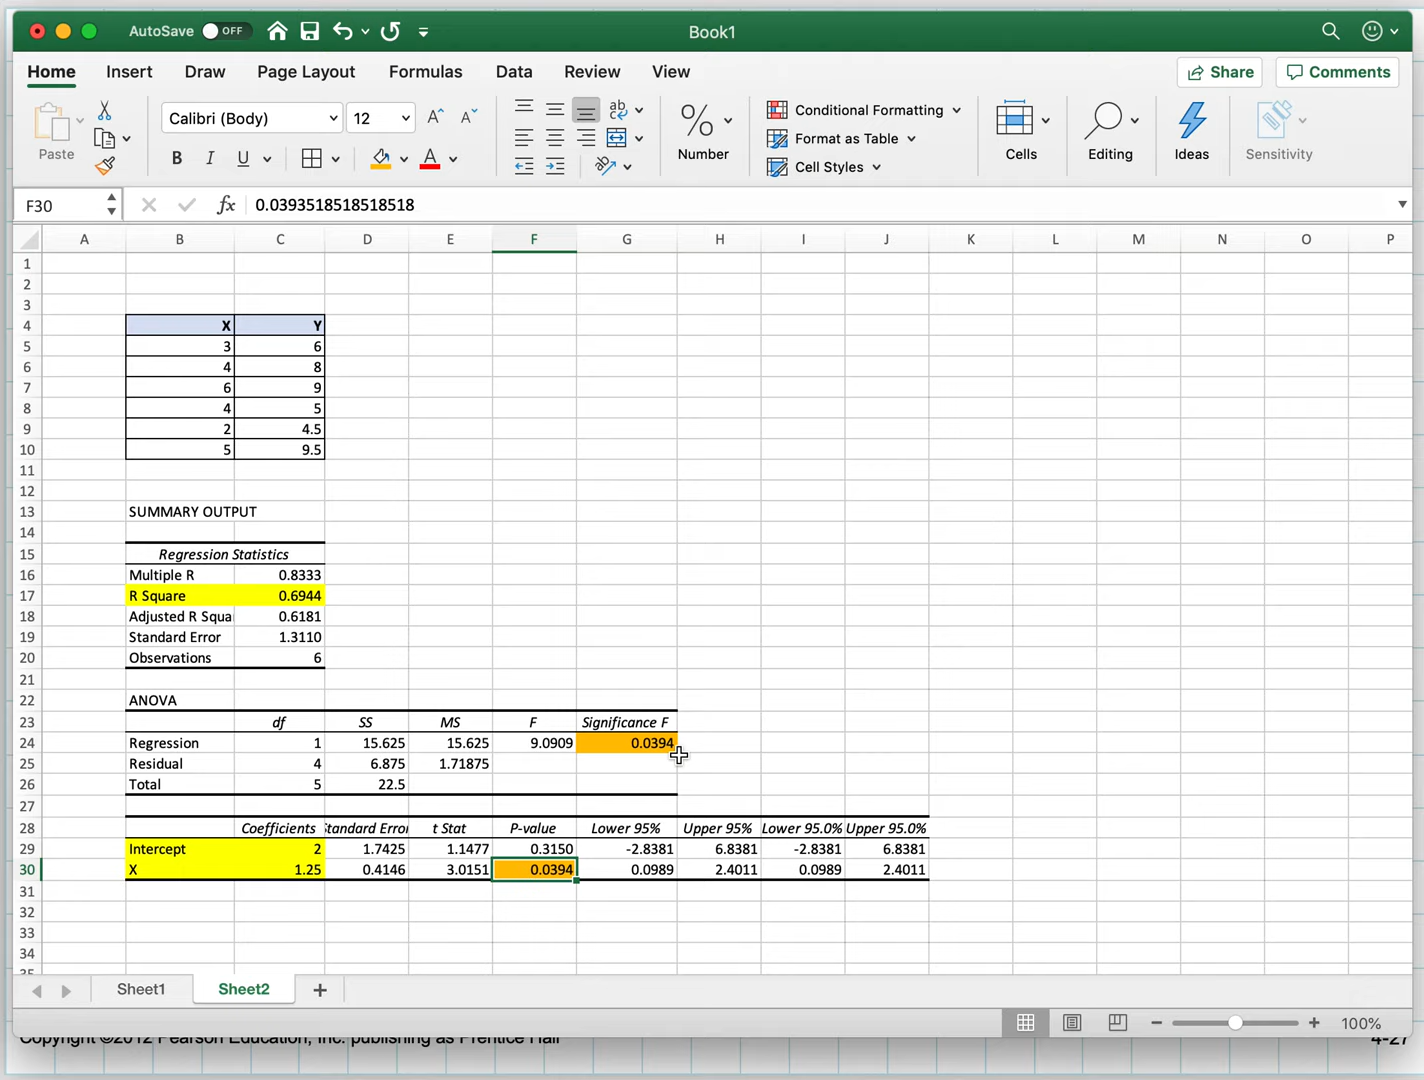 AutoSave OFF Book1
Home Insert Draw Page Layout Formulas Data Review View Share Comments
Paste Calibri (Body) 12 A^ Aˇ ab Conditional Formatting
B I U A % Number Format as Table Cells Editing Ideas Sensitivity
Cell Styles
F30 fx 0.0393518518518518
A B C D E F G H I J K L M N O P
1
2
3
4 X Y
5 3 6
6 4 8
7 6 9
8 4 5
9 2 4.5
10 5 9.5
11
12
13 SUMMARY OUTPUT
14
15 Regression Statistics
16 Multiple R 0.8333
17 R Square 0.6944
18 Adjusted R Squa 0.6181
19 Standard Error 1.3110
20 Observations 6
21
22 ANOVA
23 df SS MS F Significance F
24 Regression 1 15.625 15.625 9.0909 0.0394
25 Residual 4 6.875 1.71875
26 Total 5 22.5
27
28 Coefficients Standard Error t Stat P-value Lower 95% Upper 95% Lower 95.0% Upper 95.0%
29 Intercept 2 1.7425 1.1477 0.3150 -2.8381 6.8381 -2.8381 6.8381
30 X 1.25 0.4146 3.0151 0.0394 0.0989 2.4011 0.0989 2.4011
31
32
33
34
35
Sheet1 Sheet2 +
100%
Copyright ©2012 Pearson Education, Inc. publishing as Prentice Hall 4-27